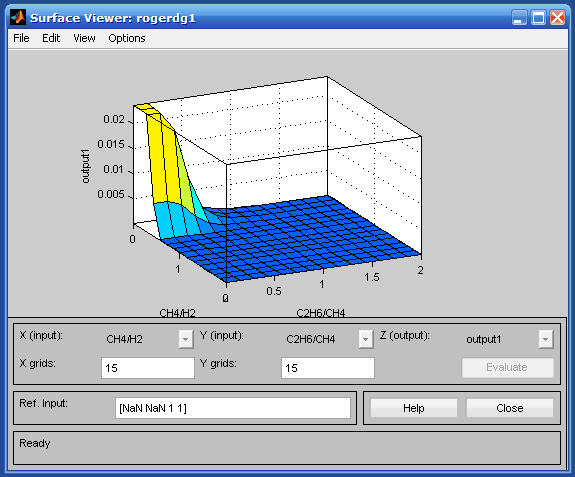 Surface Viewer: rogerdg1
File Edit View Options
0.02
0.015
0.01
0.005
output1
0
1
2
0
0.5
1
1.5
2
CH4/H2
C2H6/CH4
X (input): CH4/H2 Y (input): C2H6/CH4 Z (output): output1
X grids: 15 Y grids: 15 Evaluate
Ref. Input: [NaN NaN 1 1] Help Close
Ready